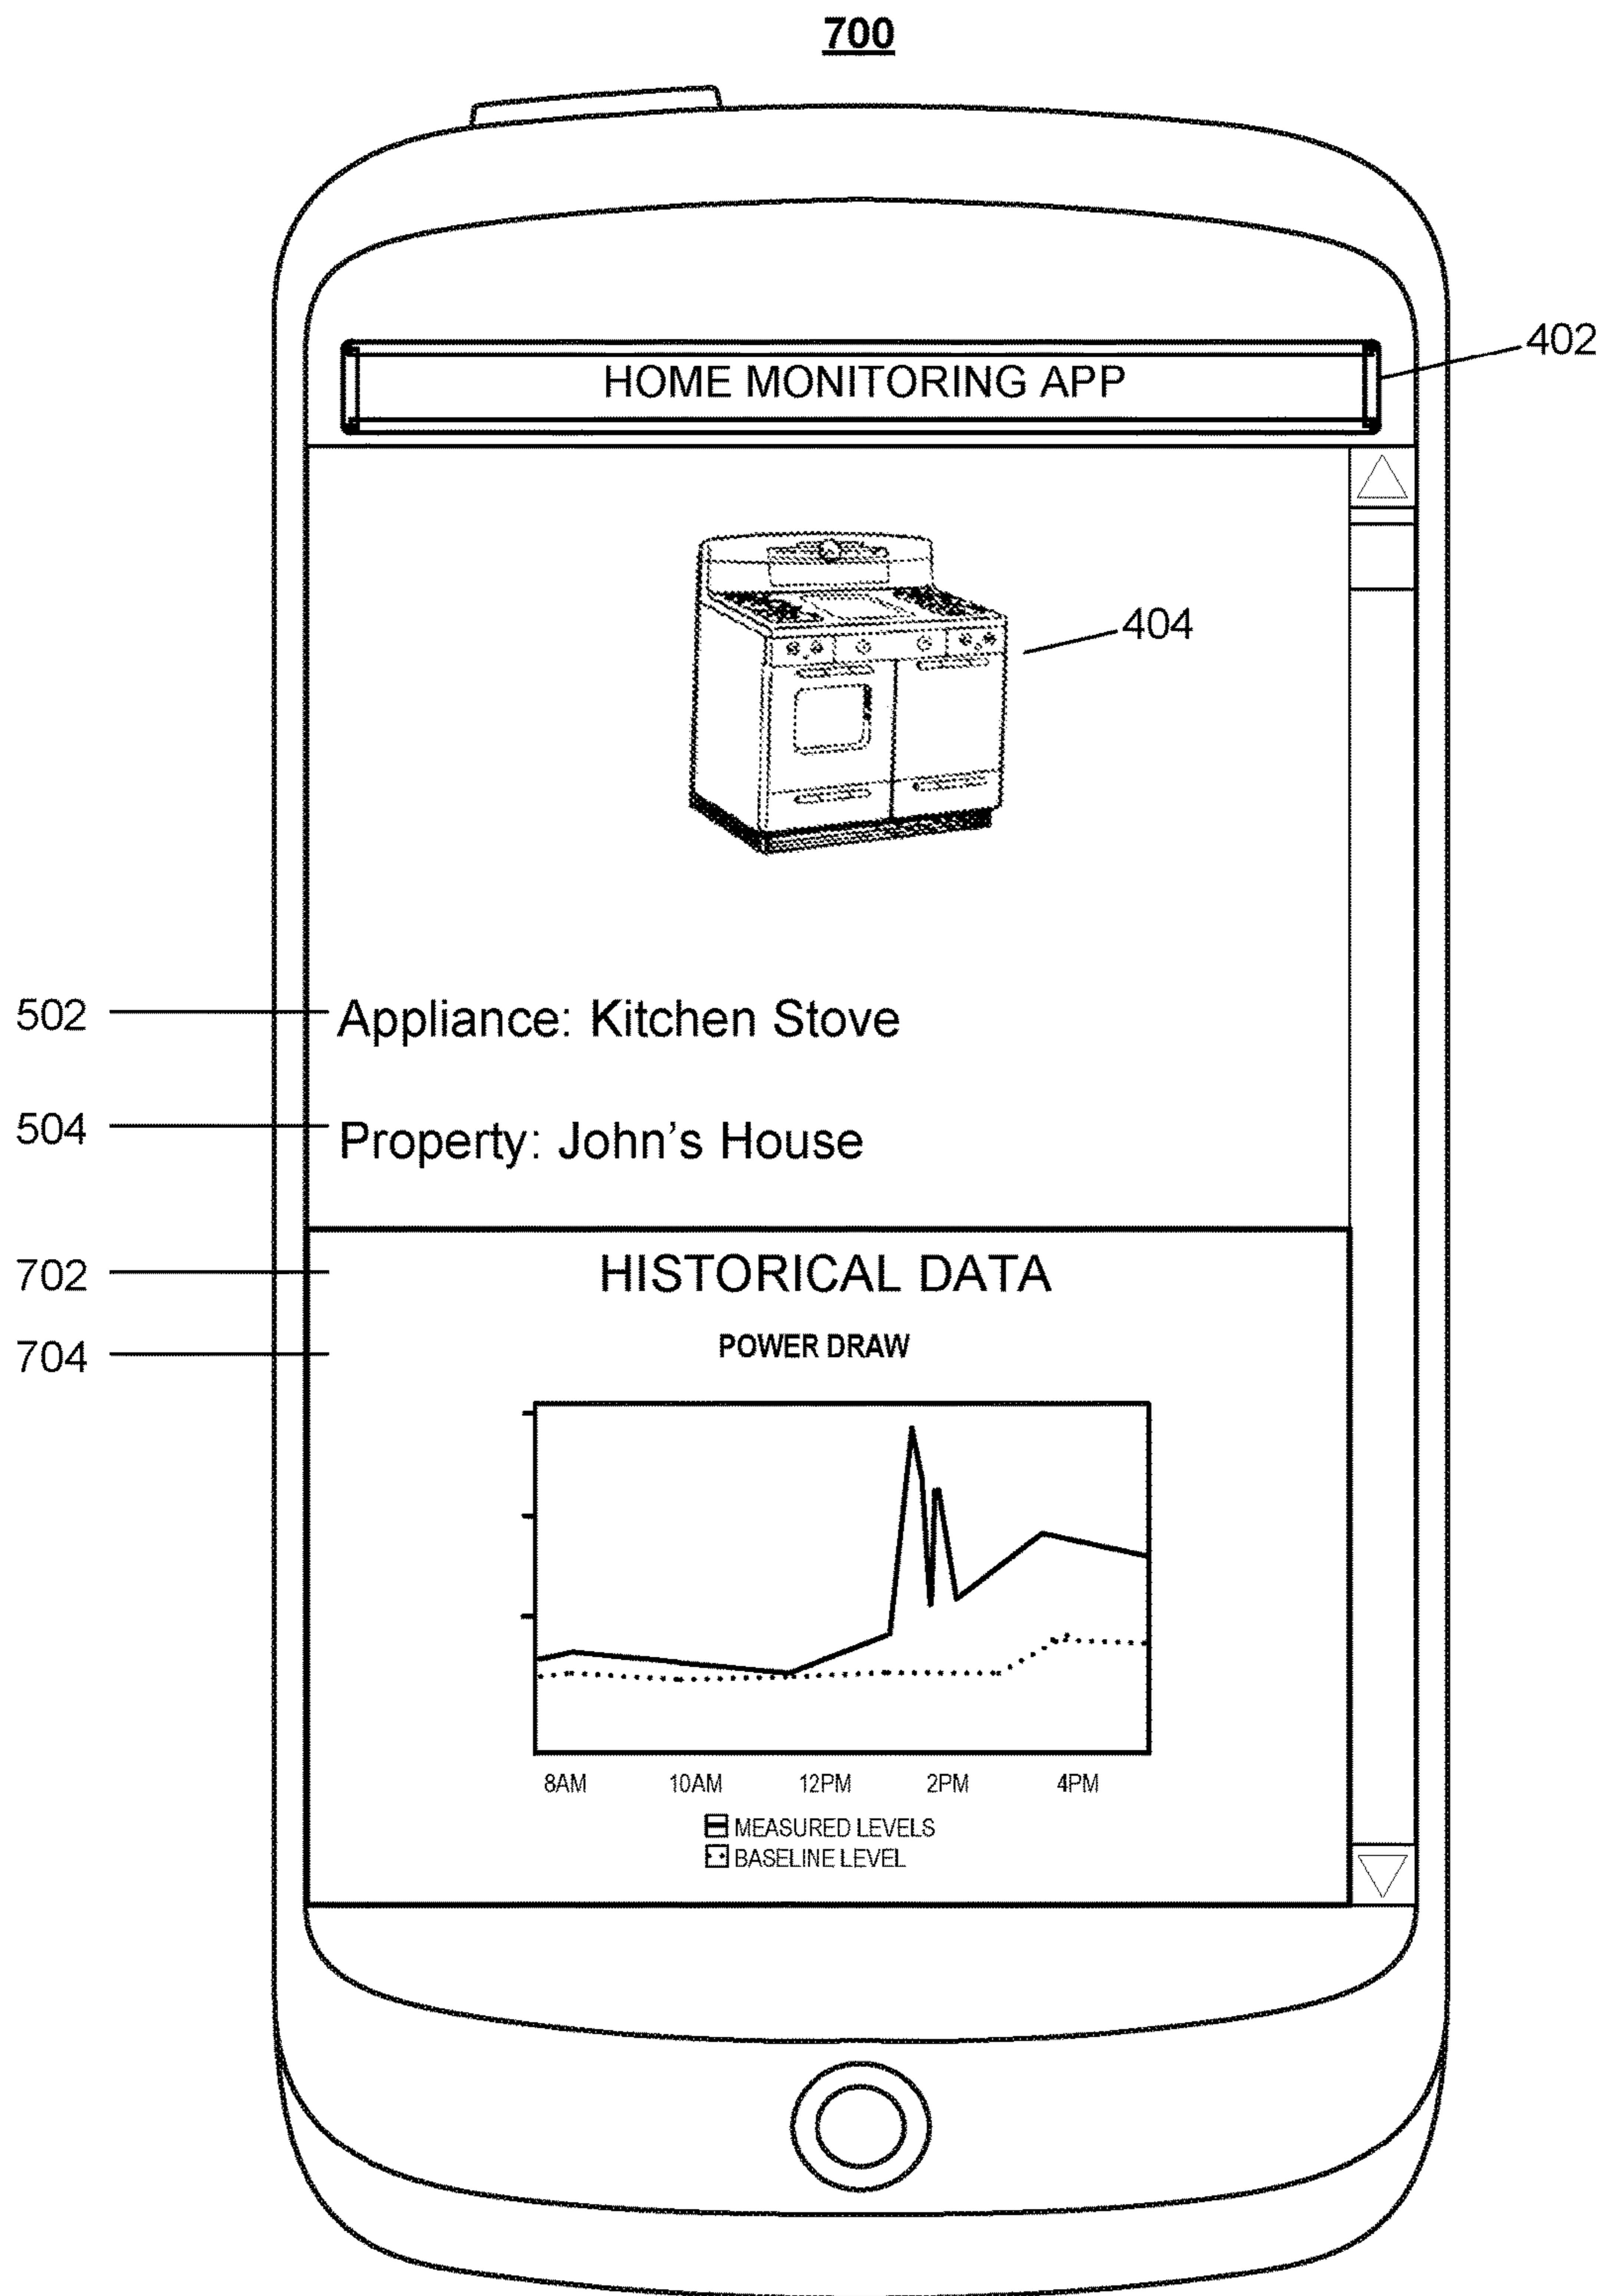 700
HOME MONITORING APP
402
404
502
Appliance: Kitchen Stove
504
Property: John’s House
702
HISTORICAL DATA
704
POWER DRAW
8AM 10AM 12PM 2PM 4PM
MEASURED LEVELS
BASELINE LEVEL